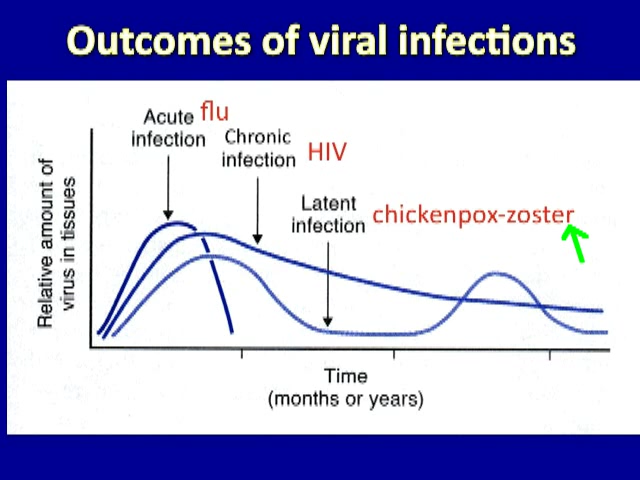 Outcomes of viral infections
Acute flu
infection
Chronic
infection HIV
Latent
infection chickenpox-zoster
Relative amount of
virus in tissues
Time
(months or years)